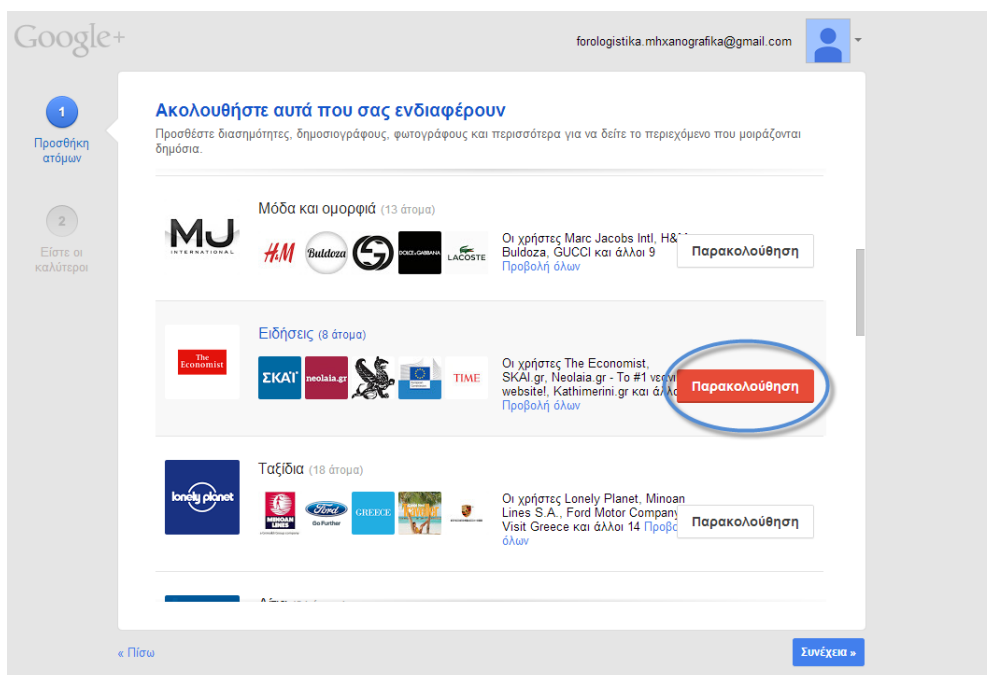 Google+
forologistika.mhxanografika@gmail.com
1
Προσθήκη
ατόμων
2
Είστε οι
καλύτεροι
Ακολουθήστε αυτά που σας ενδιαφέρουν
Προσθέστε διασημότητες, δημοσιογράφους, φωτογράφους και περισσότερα για να δείτε το περιεχόμενο που μοιράζονται
δημόσια.
Μόδα και ομορφιά (13 άτομα)
MJ
INTERNATIONAL
H&M
Buldoza
DOLCE & GABBANA
LACOSTE
Οι χρήστες Marc Jacobs Intl, H&M
Buldoza, GUCCI και άλλοι 9
Προβολή όλων
Παρακολούθηση
Ειδήσεις (8 άτομα)
The
Economist
ΣΚΑΪ
neolaia.gr
TIME
Οι χρήστες The Economist,
SKAI.gr, Neolaia.gr - Το #1
website!, Kathimerini.gr και
Προβολή όλων
Παρακολούθηση
Ταξίδια (18 άτομα)
lonely planet
MINOAN
LINES
Ford
Go Further
GREECE
Οι χρήστες Lonely Planet, Minoan
Lines S.A., Ford Motor Company
Visit Greece και άλλοι 14
όλων
Παρακολούθηση
« Πίσω
Συνέχεια »